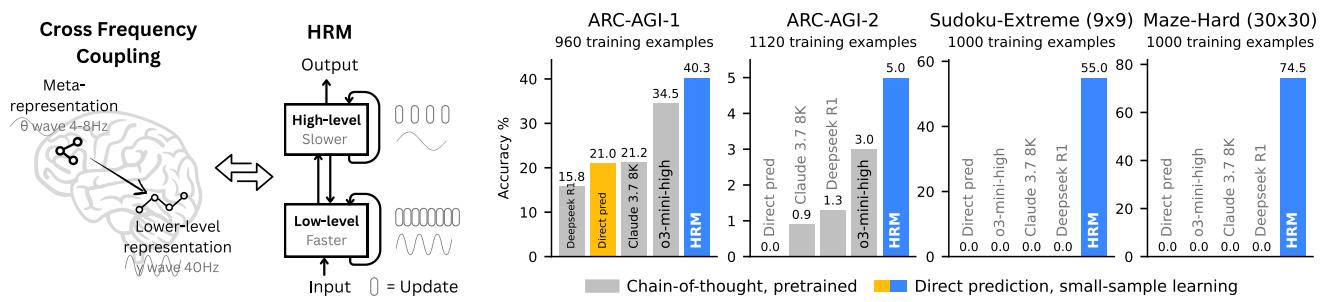 Cross Frequency
Coupling
Meta-
representation
θ wave 4-8Hz
Lower-level
representation
γ wave 40Hz
HRM
Output
High-level
Slower
Low-level
Faster
Input
= Update
Accuracy %
ARC-AGI-1
960 training examples
40
30
20
10
0
15.8
Deepseek R1
21.0
Direct pred
21.2
Claude 3.7 8K
34.5
o3-mini-high
40.3
HRM
ARC-AGI-2
1120 training examples
5
4
3
2
1
0
Direct pred
0.0
Claude 3.7 8K
0.9
Deepseek R1
1.3
3.0
o3-mini-high
5.0
HRM
Sudoku-Extreme (9x9)
1000 training examples
60
40
20
0
Direct pred
0.0
o3-mini-high
0.0
Claude 3.7 8K
0.0
Deepseek R1
0.0
55.0
HRM
Maze-Hard (30x30)
1000 training examples
80
60
40
20
0
Direct pred
0.0
o3-mini-high
0.0
Claude 3.7 8K
0.0
Deepseek R1
0.0
74.5
HRM
Chain-of-thought, pretrained
Direct prediction, small-sample learning